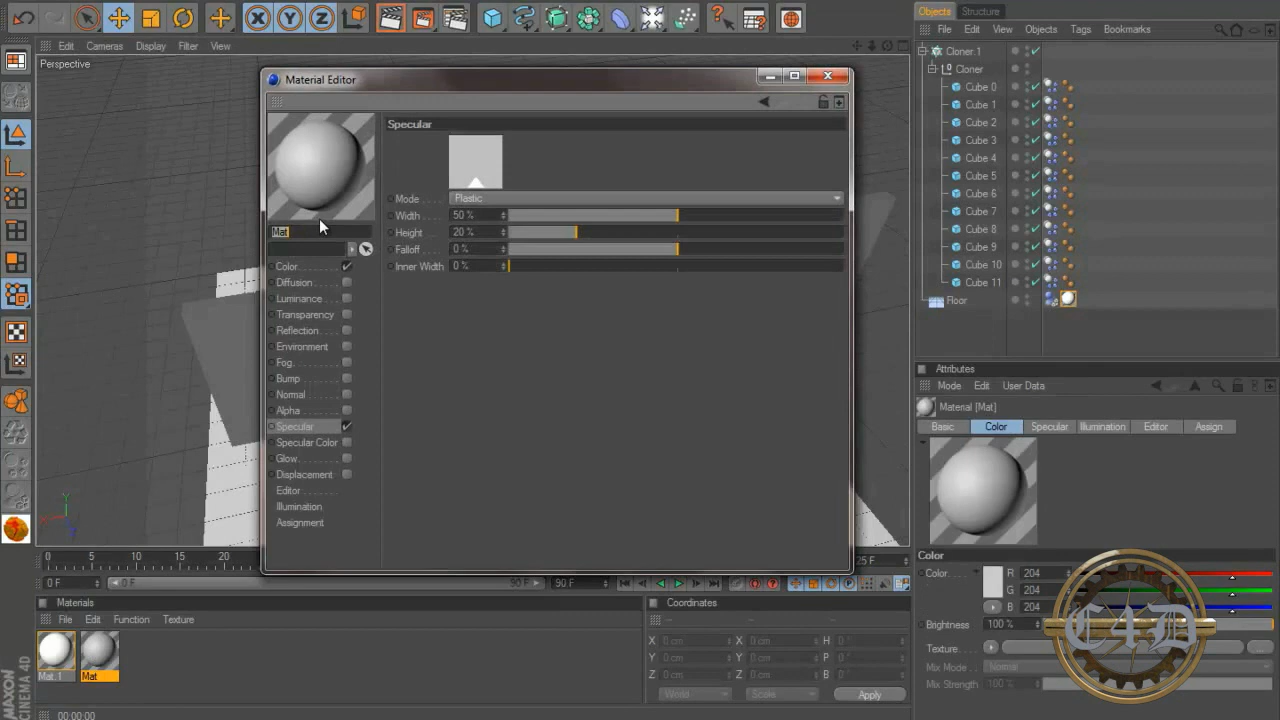 X Y Z
Objects Structure
Edit Cameras Display Filter View
File Edit View Objects Tags Bookmarks
Perspective
Material Editor
Cloner.1
Cloner
Cube 0
Cube 1
Cube 2
Cube 3
Cube 4
Cube 5
Cube 6
Cube 7
Cube 8
Cube 9
Cube 10
Cube 11
Floor
Specular
Mode Plastic
Width 50 %
Height 20 %
Falloff 0 %
Inner Width 0 %
Mat
Color
Diffusion
Luminance
Transparency
Reflection
Environment
Fog
Bump
Normal
Alpha
Specular
Specular Color
Glow
Displacement
Editor
Illumination
Assignment
Attributes
Mode Edit User Data
Material [Mat]
Basic Color Specular Illumination Editor Assign
Color
Color R 204
G 204
B 204
Brightness 100 %
Texture
Mix Mode Normal
Mix Strength 100 %
C4D
Y
X
Z
0 5 10 15 20 25 F
0 F 0 F 90 F 90 F
Materials
File Edit Function Texture
Mat.1 Mat
Coordinates
X 0 cm X 0 cm H 0 °
Y 0 cm Y 0 cm P 0 °
Z 0 cm Z 0 cm B 0 °
World Scale Apply
MAXON
CINEMA 4D
00:00:00